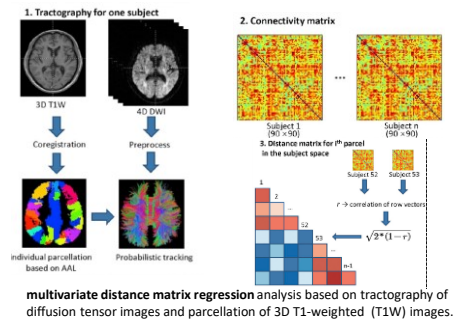 1. Tractography for one subject
3D T1W
4D DWI
Coregistration
Preprocess
individual parcellation
based on AAL
Probabilistic tracking
2. Connectivity matrix
...
Subject 1
(90 ×90)
Subject n
(90 ×90)
3. Distance matrix for iᵗʰ parcel
in the subject space
Subject 52
Subject 53
r → correlation of row vectors
√2*(1−r)
1
2
...
52
53
...
n-1
multivariate distance matrix regression analysis based on tractography of
diffusion tensor images and parcellation of 3D T1-weighted (T1W) images.